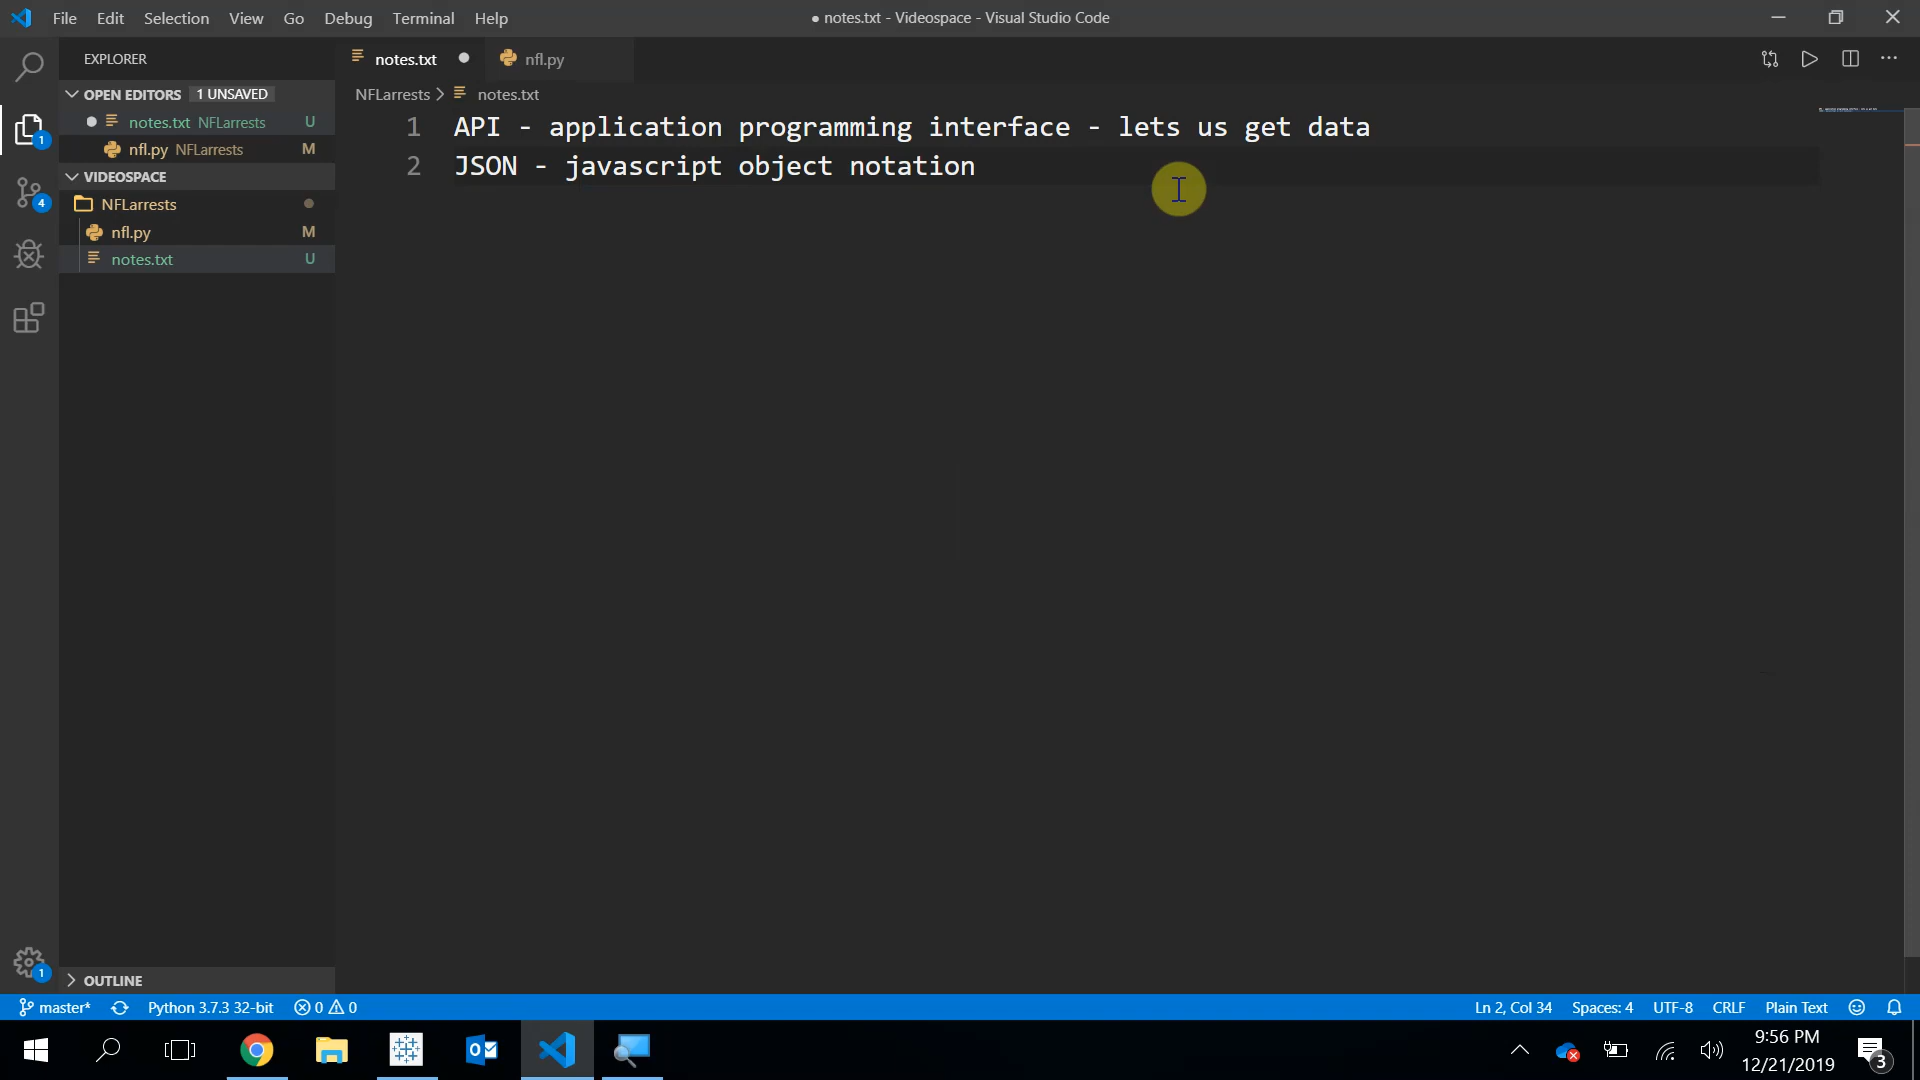 File Edit Selection View Go Debug Terminal Help
● notes.txt - Videospace - Visual Studio Code
EXPLORER
notes.txt
nfl.py
OPEN EDITORS 1 UNSAVED
NFLarrests > notes.txt
notes.txt NFLarrests U
nfl.py NFLarrests M
VIDEOSPACE
NFLarrests
nfl.py M
notes.txt U
1 API - application programming interface - lets us get data
2 JSON - javascript object notation
1
4
1
OUTLINE
master* Python 3.7.3 32-bit 0 0
Ln 2, Col 34 Spaces: 4 UTF-8 CRLF Plain Text
9:56 PM
12/21/2019
3